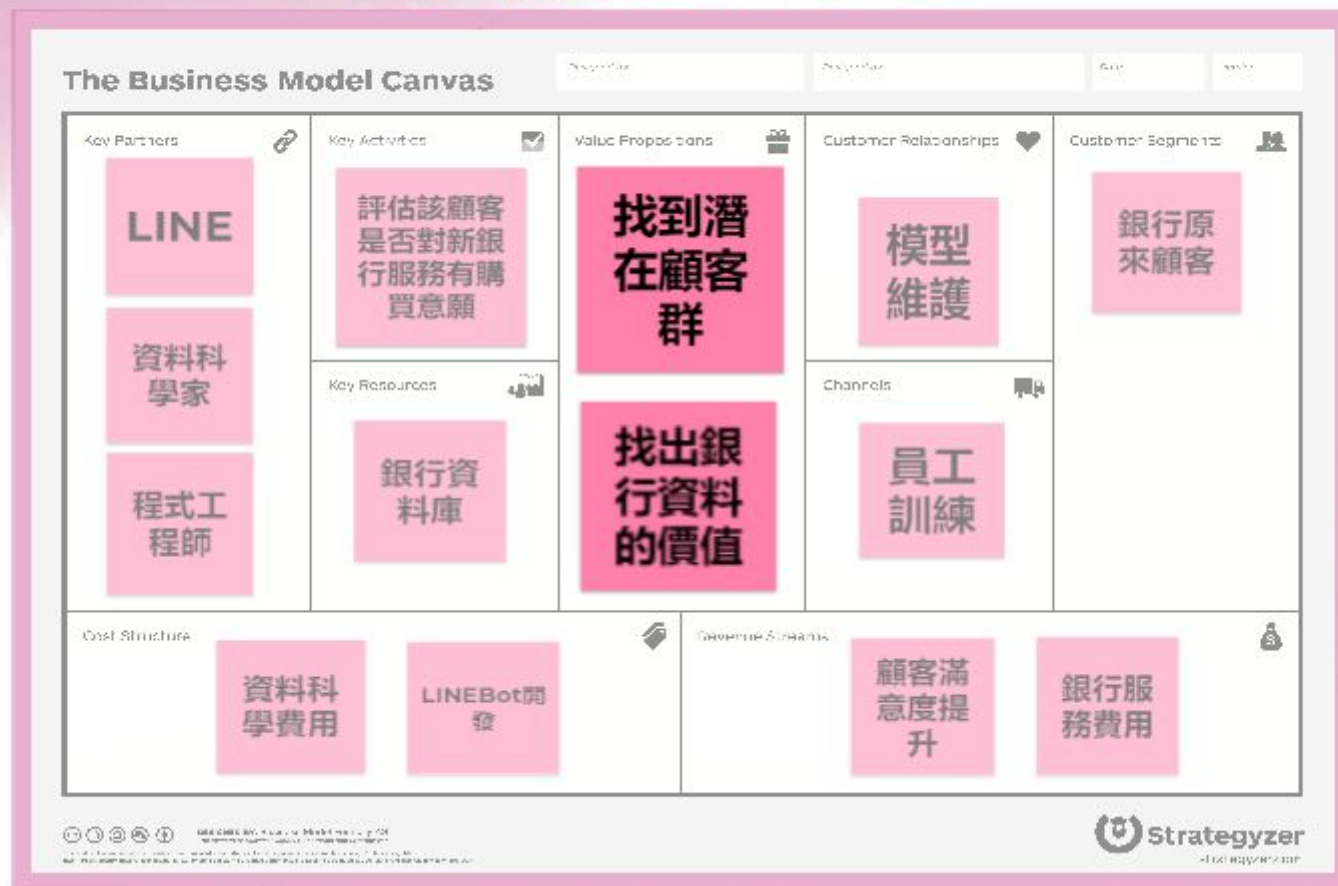 The Business Model Canvas
Key Partners
LINE
資料科
學家
程式工
程師
Key Activities
評估該顧客
是否對新銀
行服務有購
買意願
Key Resources
銀行資
料庫
Value Propositions
找到潛
在顧客
群
找出銀
行資料
的價值
Customer Relationships
模型
維護
Channels
員工
訓練
Customer Segments
銀行原
來顧客
Cost Structure
資料科
學費用
LINEBot開
發
Revenue Streams
顧客滿
意度提
升
銀行服
務費用
Strategyzer
strategyzer.com